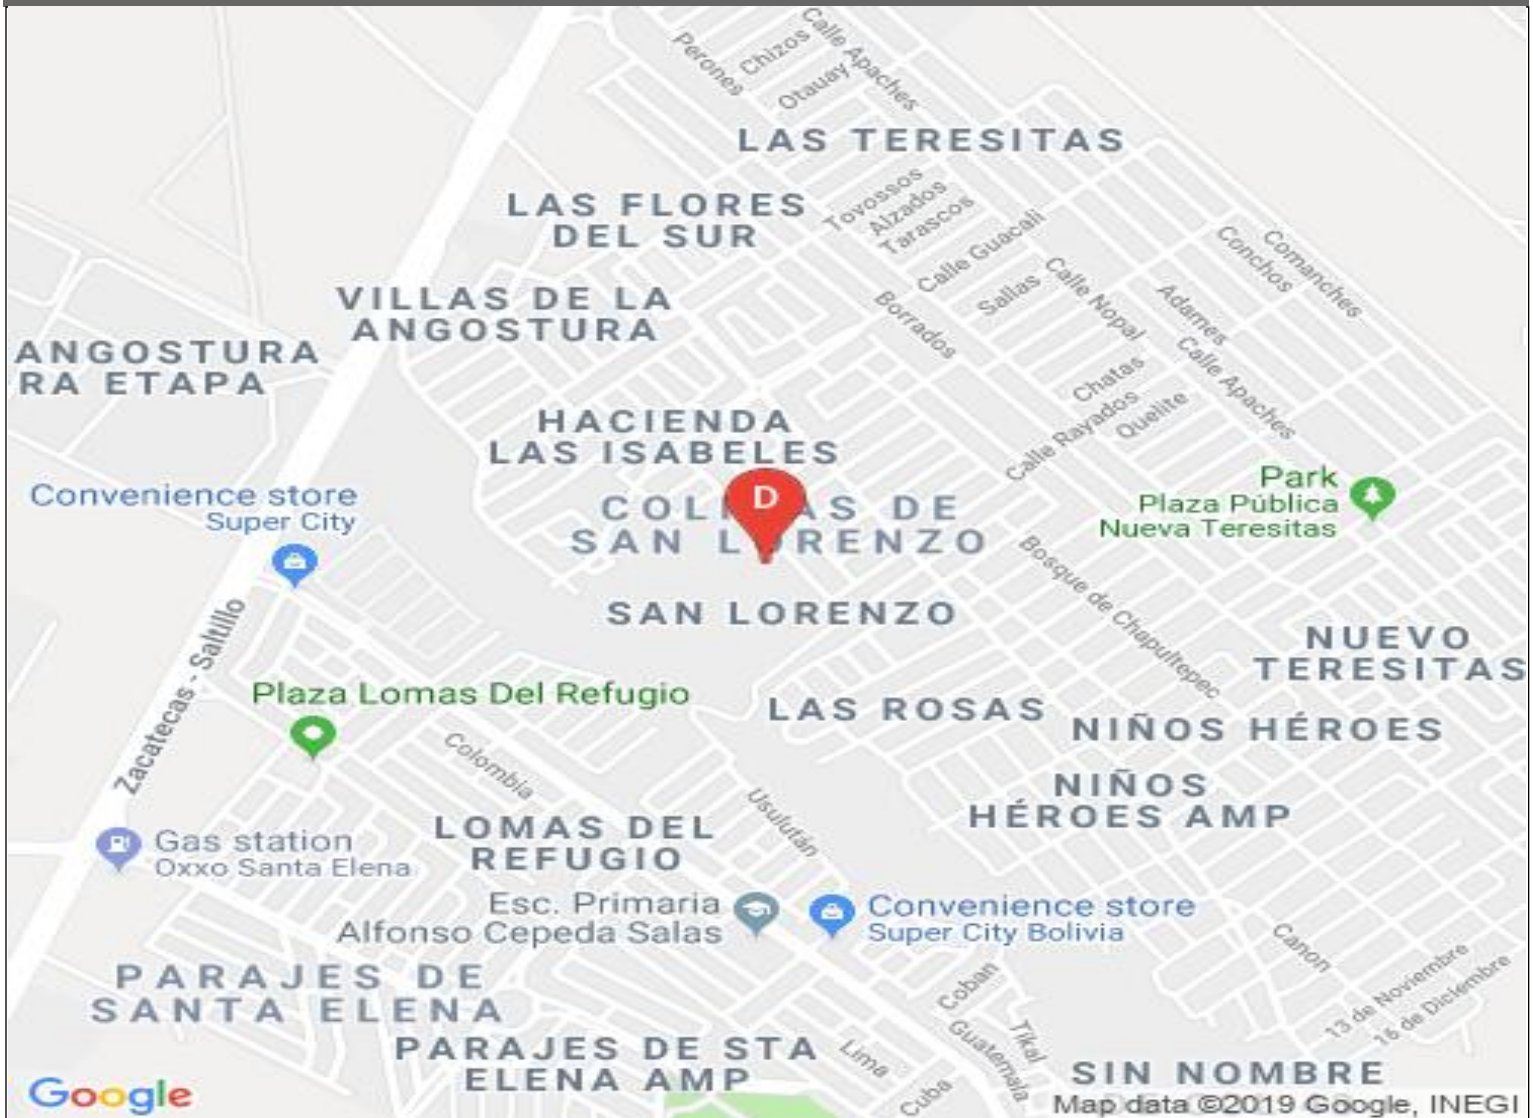 Perones
Chizos
Calle Apaches
Otauay
LAS TERESITAS
Tovossos
Alzados
Tarascos
LAS FLORES
DEL SUR
Calle Guacali
Sallas
Calle Nopal
Conchos
Comanches
Adames
Borrados
VILLAS DE LA
ANGOSTURA
ANGOSTURA
RA ETAPA
Chatas
Calle Rayados
Quelite
Calle Apaches
HACIENDA
LAS ISABELES
Convenience store
Super City
D
COLINAS DE
SAN LORENZO
Park
Plaza Pública
Nueva Teresitas
Bosque de Chapultepec
SAN LORENZO
NUEVO
TERESITAS
Zacatecas - Saltillo
Plaza Lomas Del Refugio
LAS ROSAS
NIÑOS HÉROES
Colombia
NIÑOS
HÉROES AMP
Usulután
LOMAS DEL
REFUGIO
Gas station
Oxxo Santa Elena
Esc. Primaria
Alfonso Cepeda Salas
Convenience store
Super City Bolivia
Canon
13 de Noviembre
16 de Diciembre
PARAJES DE
SANTA ELENA
Coban
Tikal
Guatemala
PARAJES DE STA
ELENA AMP
Lima
Cuba
SIN NOMBRE
Google
Map data ©2019 Google, INEGI